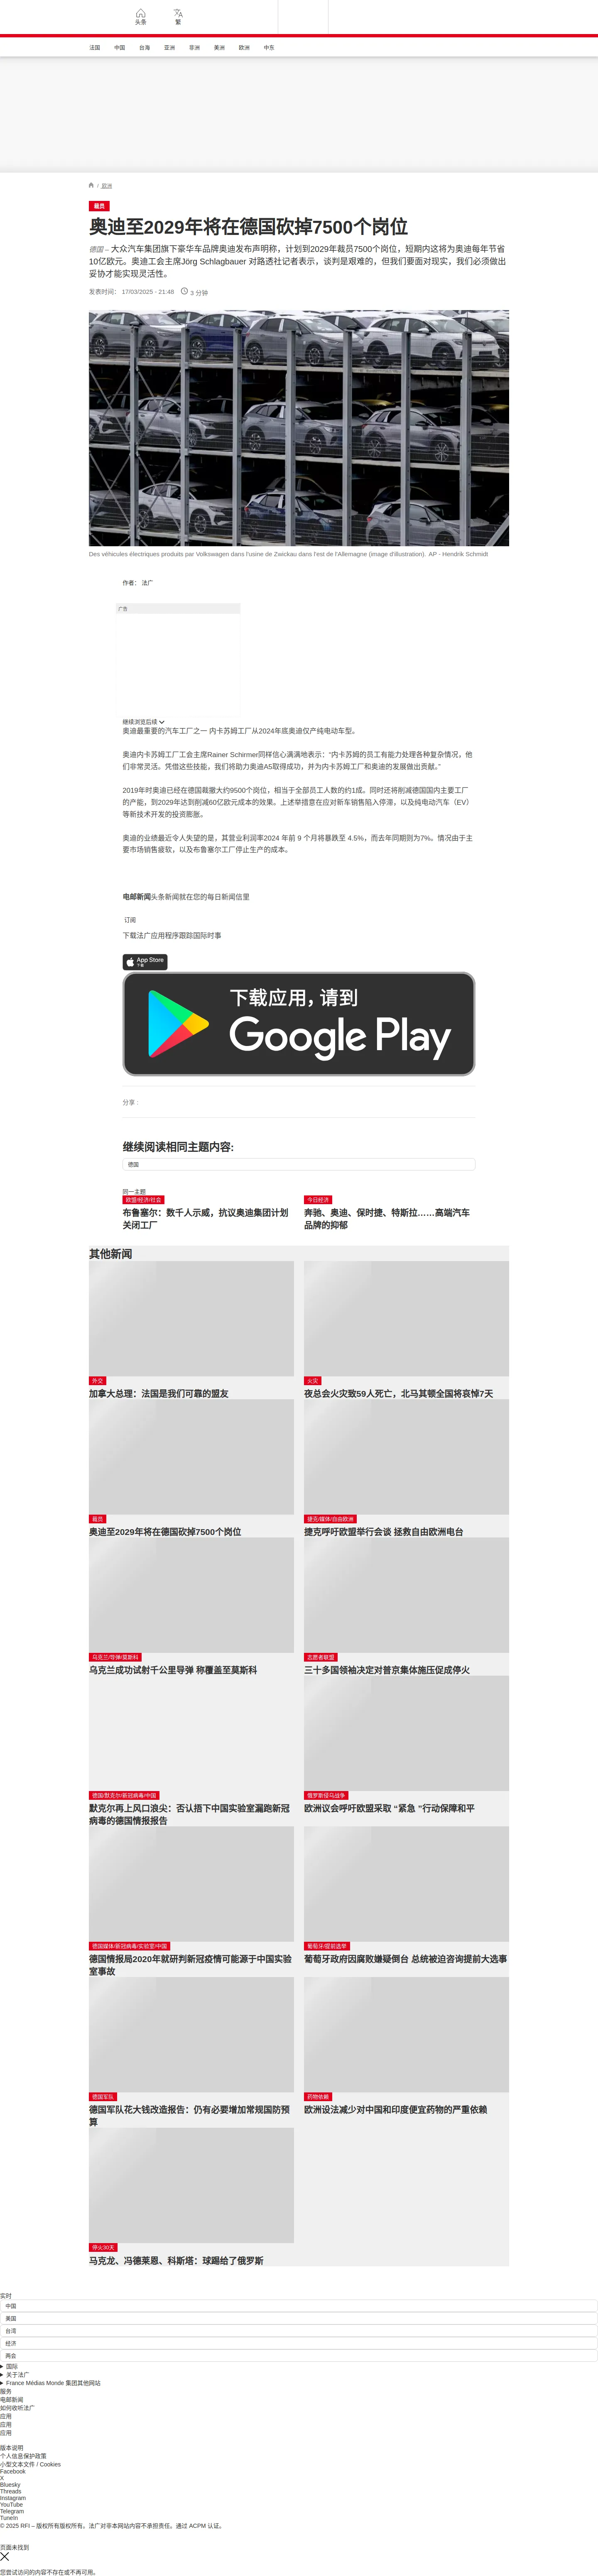 头条
繁
法国
中国
台海
亚洲
非洲
美洲
欧洲
中东
/ 欧洲
裁员
奥迪至2029年将在德国砍掉7500个岗位
德国 – 大众汽车集团旗下豪华车品牌奥迪发布声明称，计划到2029年裁员7500个岗位，短期内这将为奥迪每年节省
10亿欧元。奥迪工会主席Jörg Schlagbauer 对路透社记者表示，谈判是艰难的，但我们要面对现实，我们必须做出
妥协才能实现灵活性。
发表时间： 17/03/2025 - 21:48
3 分钟
Des véhicules électriques produits par Volkswagen dans l'usine de Zwickau dans l'est de l'Allemagne (image d'illustration). AP - Hendrik Schmidt
作者： 法广
广告
继续浏览后续
奥迪最重要的汽车工厂之一 内卡苏姆工厂从2024年底奥迪仅产纯电动车型。
奥迪内卡苏姆工厂工会主席Rainer Schirmer同样信心满满地表示：“内卡苏姆的员工有能力处理各种复杂情况，他
们非常灵活。凭借这些技能，我们将助力奥迪A5取得成功，并为内卡苏姆工厂和奥迪的发展做出贡献。”
2019年时奥迪已经在德国裁撤大约9500个岗位，相当于全部员工人数的约1成。同时还将削减德国国内主要工厂
的产能，到2029年达到削减60亿欧元成本的效果。上述举措意在应对新车销售陷入停滞，以及纯电动汽车（EV）
等新技术开发的投资膨胀。
奥迪的业绩最近令人失望的是，其营业利润率2024 年前 9 个月将暴跌至 4.5%，而去年同期则为7%。情况由于主
要市场销售疲软，以及布鲁塞尔工厂停止生产的成本。
电邮新闻头条新闻就在您的每日新闻信里
订阅
下载法广应用程序跟踪国际时事
App Store
下载
下载应用，请到
Google Play
分享 :
继续阅读相同主题内容:
德国
同一主题
欧盟/经济/社会
布鲁塞尔：数千人示威，抗议奥迪集团计划
关闭工厂
今日经济
奔驰、奥迪、保时捷、特斯拉……高端汽车
品牌的抑郁
其他新闻
外交
加拿大总理：法国是我们可靠的盟友
火灾
夜总会火灾致59人死亡，北马其顿全国将哀悼7天
裁员
奥迪至2029年将在德国砍掉7500个岗位
捷克/媒体/自由欧洲
捷克呼吁欧盟举行会谈 拯救自由欧洲电台
乌克兰/导弹/莫斯科
乌克兰成功试射千公里导弹 称覆盖至莫斯科
志愿者联盟
三十多国领袖决定对普京集体施压促成停火
德国/默克尔/新冠病毒/中国
默克尔再上风口浪尖：否认捂下中国实验室漏跑新冠
病毒的德国情报报告
俄罗斯侵乌战争
欧洲议会呼吁欧盟采取 “紧急 ”行动保障和平
德国媒体/新冠病毒/实验室/中国
德国情报局2020年就研判新冠疫情可能源于中国实验
室事故
葡萄牙/提前选举
葡萄牙政府因腐败嫌疑倒台 总统被迫咨询提前大选事
德国军队
德国军队花大钱改造报告：仍有必要增加常规国防预
算
药物依赖
欧洲设法减少对中国和印度便宜药物的严重依赖
停火30天
马克龙、冯德莱恩、科斯塔：球踢给了俄罗斯
实时
中国
美国
台湾
经济
两会
国际
关于法广
France Médias Monde 集团其他网站
服务
电邮新闻
如何收听法广
应用
应用
应用
版本说明
个人信息保护政策
小型文本文件 / Cookies
Facebook
X
Bluesky
Threads
Instagram
YouTube
Telegram
TuneIn
© 2025 RFI – 版权所有版权所有。法广对非本网站内容不承担责任。通过 ACPM 认证。
页面未找到
您尝试访问的内容不存在或不再可用。